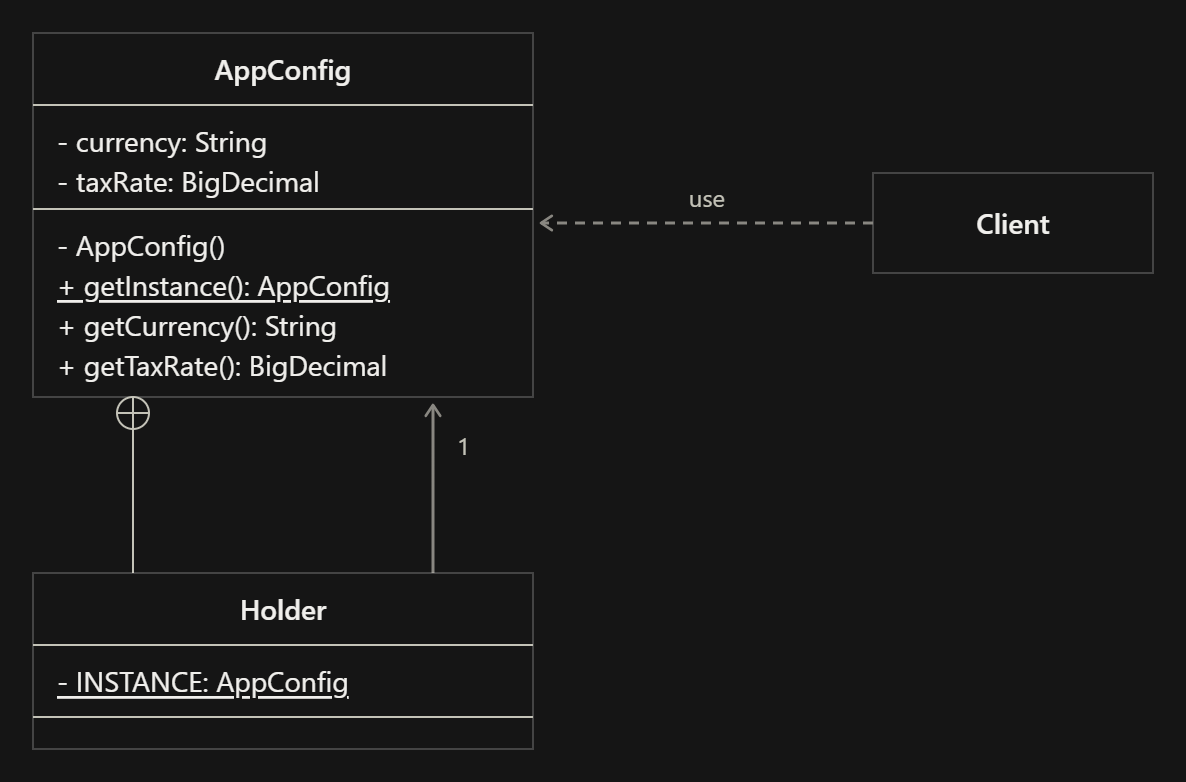 AppConfig
- currency: String
- taxRate: BigDecimal
- AppConfig()
+ getInstance(): AppConfig
+ getCurrency(): String
+ getTaxRate(): BigDecimal
use
Client
1
Holder
- INSTANCE: AppConfig